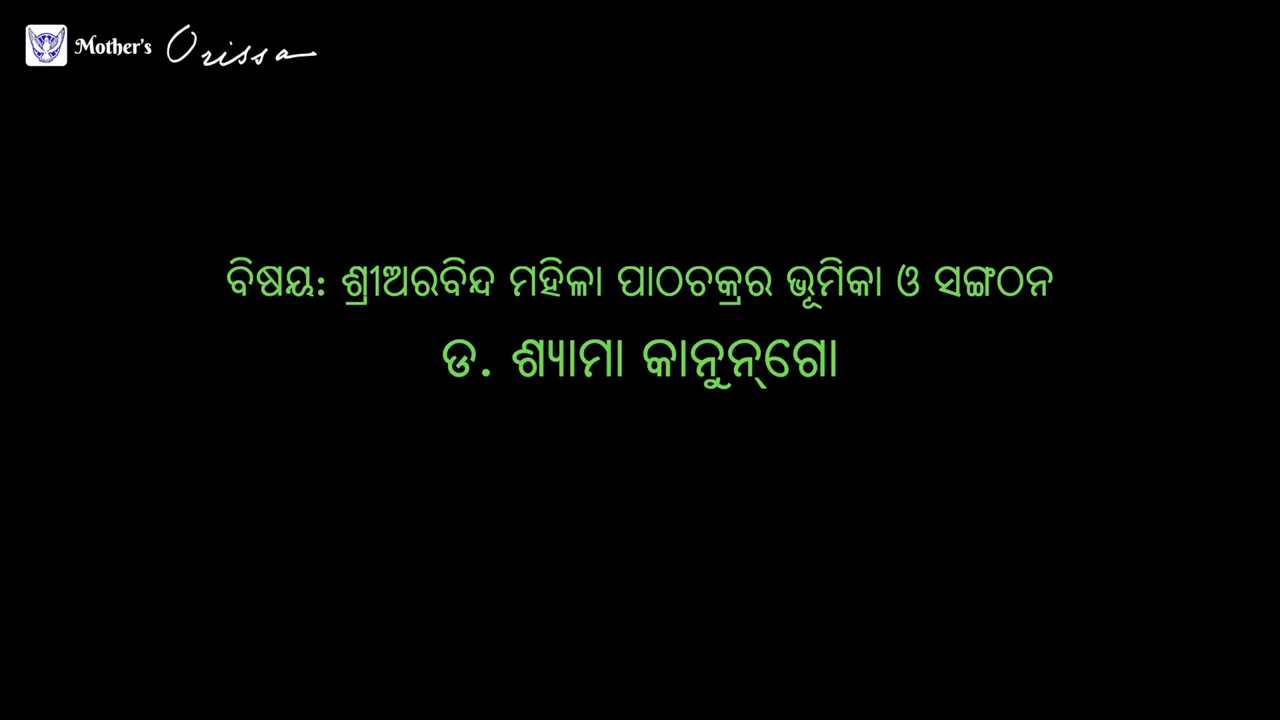 Mother's Orissa
ବିଷୟ: ଶ୍ରୀଅରବିନ୍ଦ ମହିଳା ପାଠଚକ୍ରର ଭୂମିକା ଓ ସଙ୍ଗଠନ
ଡ. ଶ୍ୟାମା କାନୁନ୍‌ଗୋ